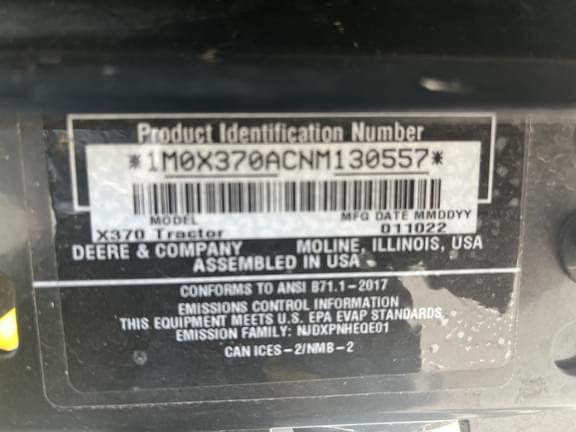 Product Identification Number
*1M0X370ACNM130557*
MODEL MFG DATE MMDDYY
X370 Tractor 011022
DEERE & COMPANY MOLINE, ILLINOIS, USA
ASSEMBLED IN USA
CONFORMS TO ANSI B71.1-2017
EMISSIONS CONTROL INFORMATION
THIS EQUIPMENT MEETS U.S. EPA EVAP STANDARDS
EMISSION FAMILY: NJDXPNHEQE01
CAN ICES-2/NMB-2